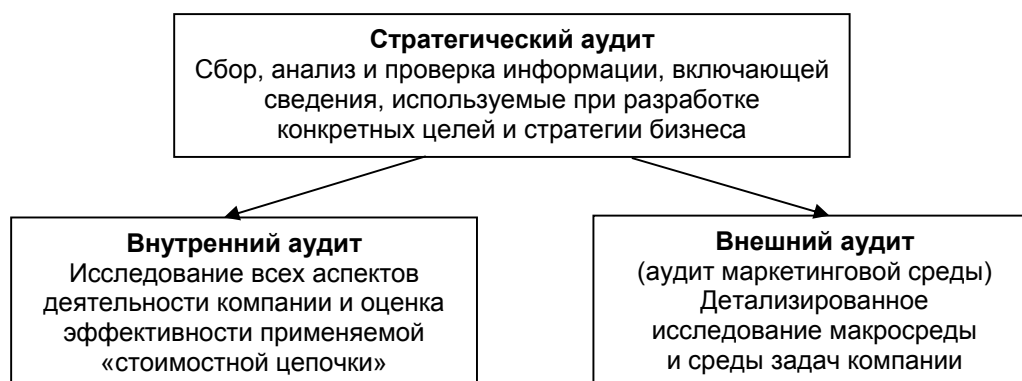 Стратегический аудит
Сбор, анализ и проверка информации, включающей
сведения, используемые при разработке
конкретных целей и стратегии бизнеса
Внутренний аудит
Исследование всех аспектов
деятельности компании и оценка
эффективности применяемой
«стоимостной цепочки»
Внешний аудит
(аудит маркетинговой среды)
Детализированное
исследование макросреды
и среды задач компании